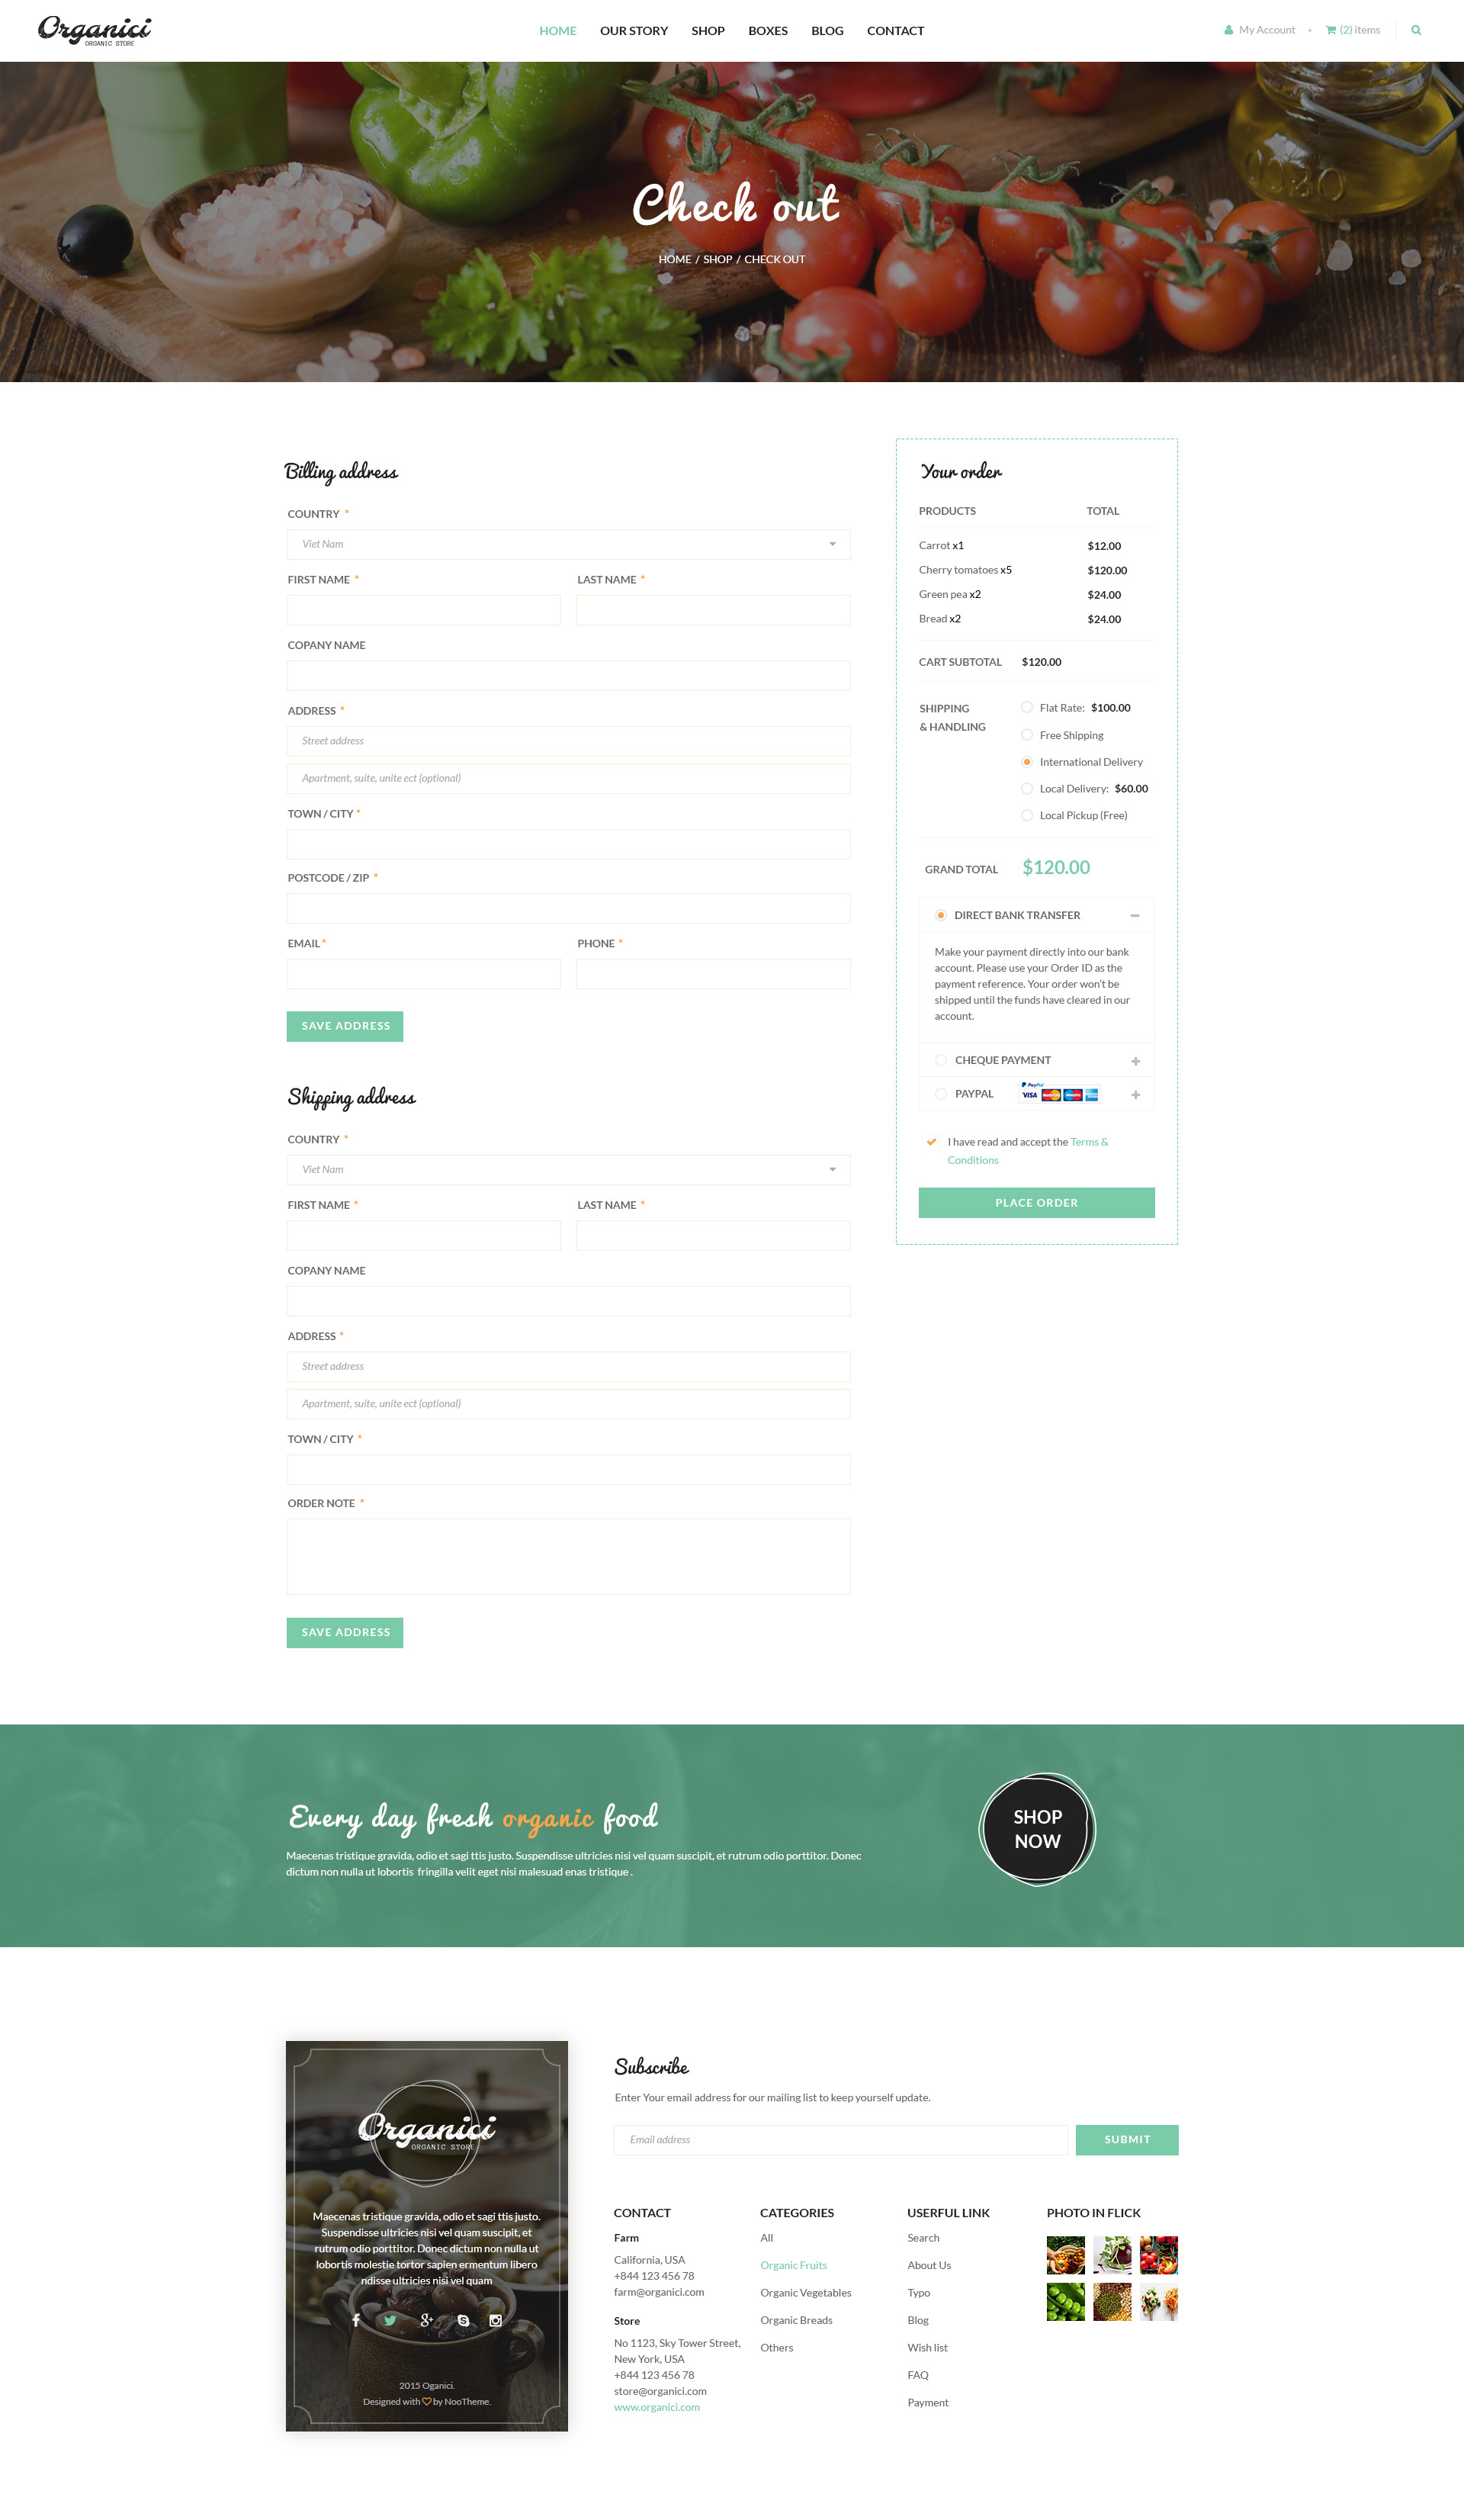 Organici
ORGANIC STORE
HOME OUR STORY SHOP BOXES BLOG CONTACT
My Account • (2) items
Check out
HOME / SHOP / CHECK OUT
Billing address
COUNTRY *
Viet Nam
FIRST NAME * LAST NAME *
COPANY NAME
ADDRESS *
Street address
Apartment, suite, unite ect (optional)
TOWN / CITY *
POSTCODE / ZIP *
EMAIL * PHONE *
SAVE ADDRESS
Shipping address
COUNTRY *
Viet Nam
FIRST NAME * LAST NAME *
COPANY NAME
ADDRESS *
Street address
Apartment, suite, unite ect (optional)
TOWN / CITY *
ORDER NOTE *
SAVE ADDRESS
Your order
PRODUCTS TOTAL
Carrot x1 $12.00
Cherry tomatoes x5 $120.00
Green pea x2 $24.00
Bread x2 $24.00
CART SUBTOTAL $120.00
SHIPPING
& HANDLING
Flat Rate: $100.00
Free Shipping
International Delivery
Local Delivery: $60.00
Local Pickup (Free)
GRAND TOTAL $120.00
DIRECT BANK TRANSFER
Make your payment directly into our bank
account. Please use your Order ID as the
payment reference. Your order won't be
shipped until the funds have cleared in our
account.
CHEQUE PAYMENT
PAYPAL
PayPal
VISA
I have read and accept the Terms &
Conditions
PLACE ORDER
Every day fresh organic food
Maecenas tristique gravida, odio et sagi ttis justo. Suspendisse ultricies nisi vel quam suscipit, et rutrum odio porttitor. Donec
dictum non nulla ut lobortis fringilla velit eget nisi malesuad enas tristique .
SHOP
NOW
Organici
ORGANIC STORE
Maecenas tristique gravida, odio et sagi ttis justo.
Suspendisse ultricies nisi vel quam suscipit, et
rutrum odio porttitor. Donec dictum non nulla ut
lobortis molestie tortor sapien ermentum libero
ndisse ultricies nisi vel quam
2015 Oganici.
Designed with by NooTheme.
Subscribe
Enter Your email address for our mailing list to keep yourself update.
Email address
SUBMIT
CONTACT
Farm
California, USA
+844 123 456 78
farm@organici.com
Store
No 1123, Sky Tower Street,
New York, USA
+844 123 456 78
store@organici.com
www.organici.com
CATEGORIES
All
Organic Fruits
Organic Vegetables
Organic Breads
Others
USERFUL LINK
Search
About Us
Typo
Blog
Wish list
FAQ
Payment
PHOTO IN FLICK